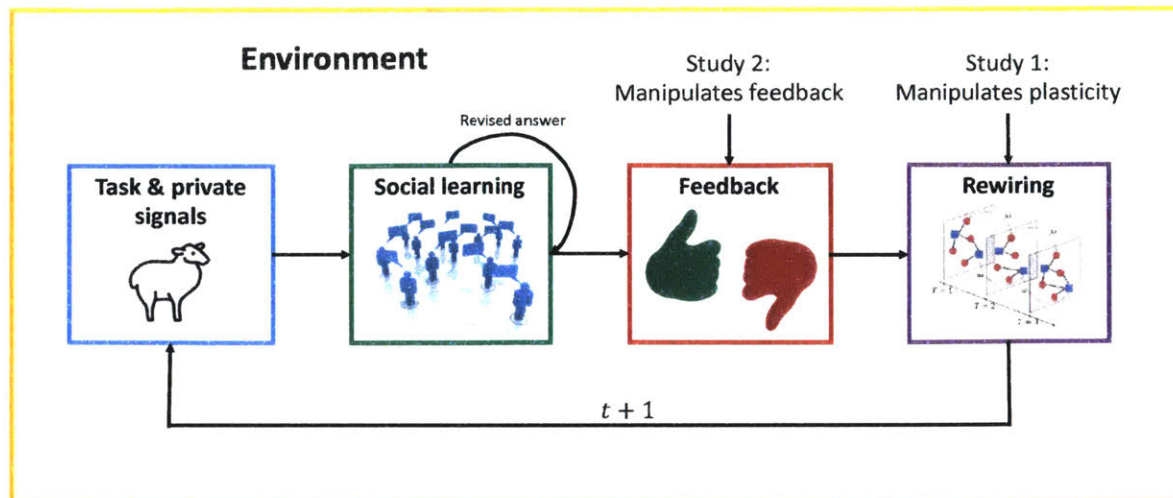 Environment
Study 2:
Manipulates feedback
Study 1:
Manipulates plasticity
Revised answer
Task & private
signals
Social learning
Feedback
Rewiring
t + 1